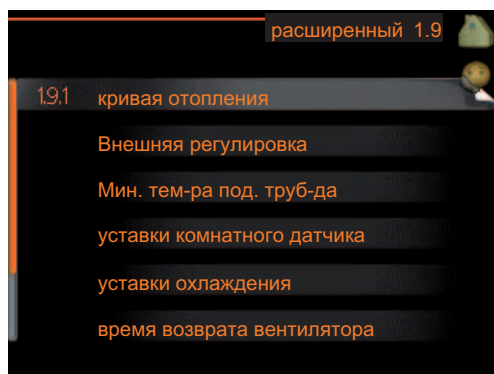 расширенный 1.9
1.9.1 кривая отопления
Внешняя регулировка
Мин. тем-ра под. труб-да
уставки комнатного датчика
уставки охлаждения
время возврата вентилятора